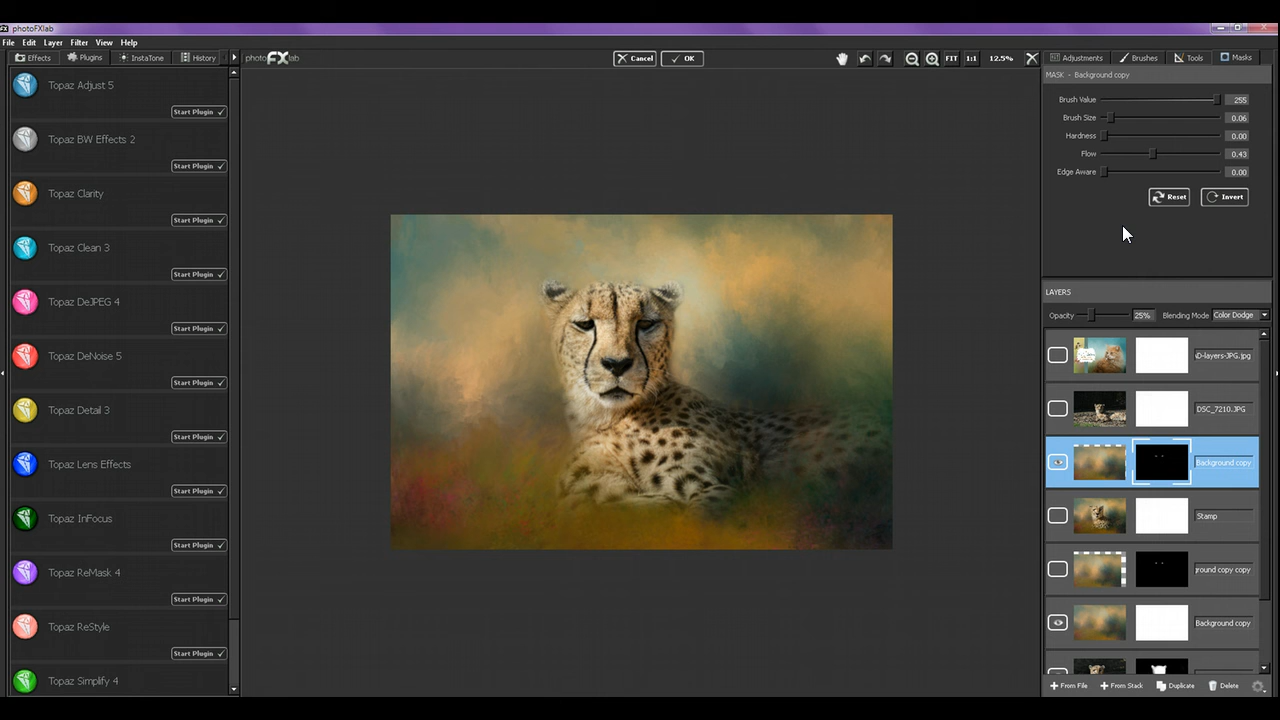 photoFXlab
File Edit Layer Filter View Help
Effects Plugins InstaTone History
photo FX lab
Cancel OK
FIT 1:1 12.5%
Adjustments Brushes Tools Masks
MASK - Background copy
Brush Value 255
Brush Size 0.06
Hardness 0.00
Flow 0.43
Edge Aware 0.00
Reset Invert
Topaz Adjust 5
Start Plugin
Topaz BW Effects 2
Start Plugin
Topaz Clarity
Start Plugin
Topaz Clean 3
Start Plugin
Topaz DeJPEG 4
Start Plugin
Topaz DeNoise 5
Start Plugin
Topaz Detail 3
Start Plugin
Topaz Lens Effects
Start Plugin
Topaz InFocus
Start Plugin
Topaz ReMask 4
Start Plugin
Topaz ReStyle
Start Plugin
Topaz Simplify 4
LAYERS
Opacity 25% Blending Mode Color Dodge
D-layers-JPG.jpg
DSC_7210.JPG
Background copy
Stamp
round copy copy
Background copy
From File From Stack Duplicate Delete